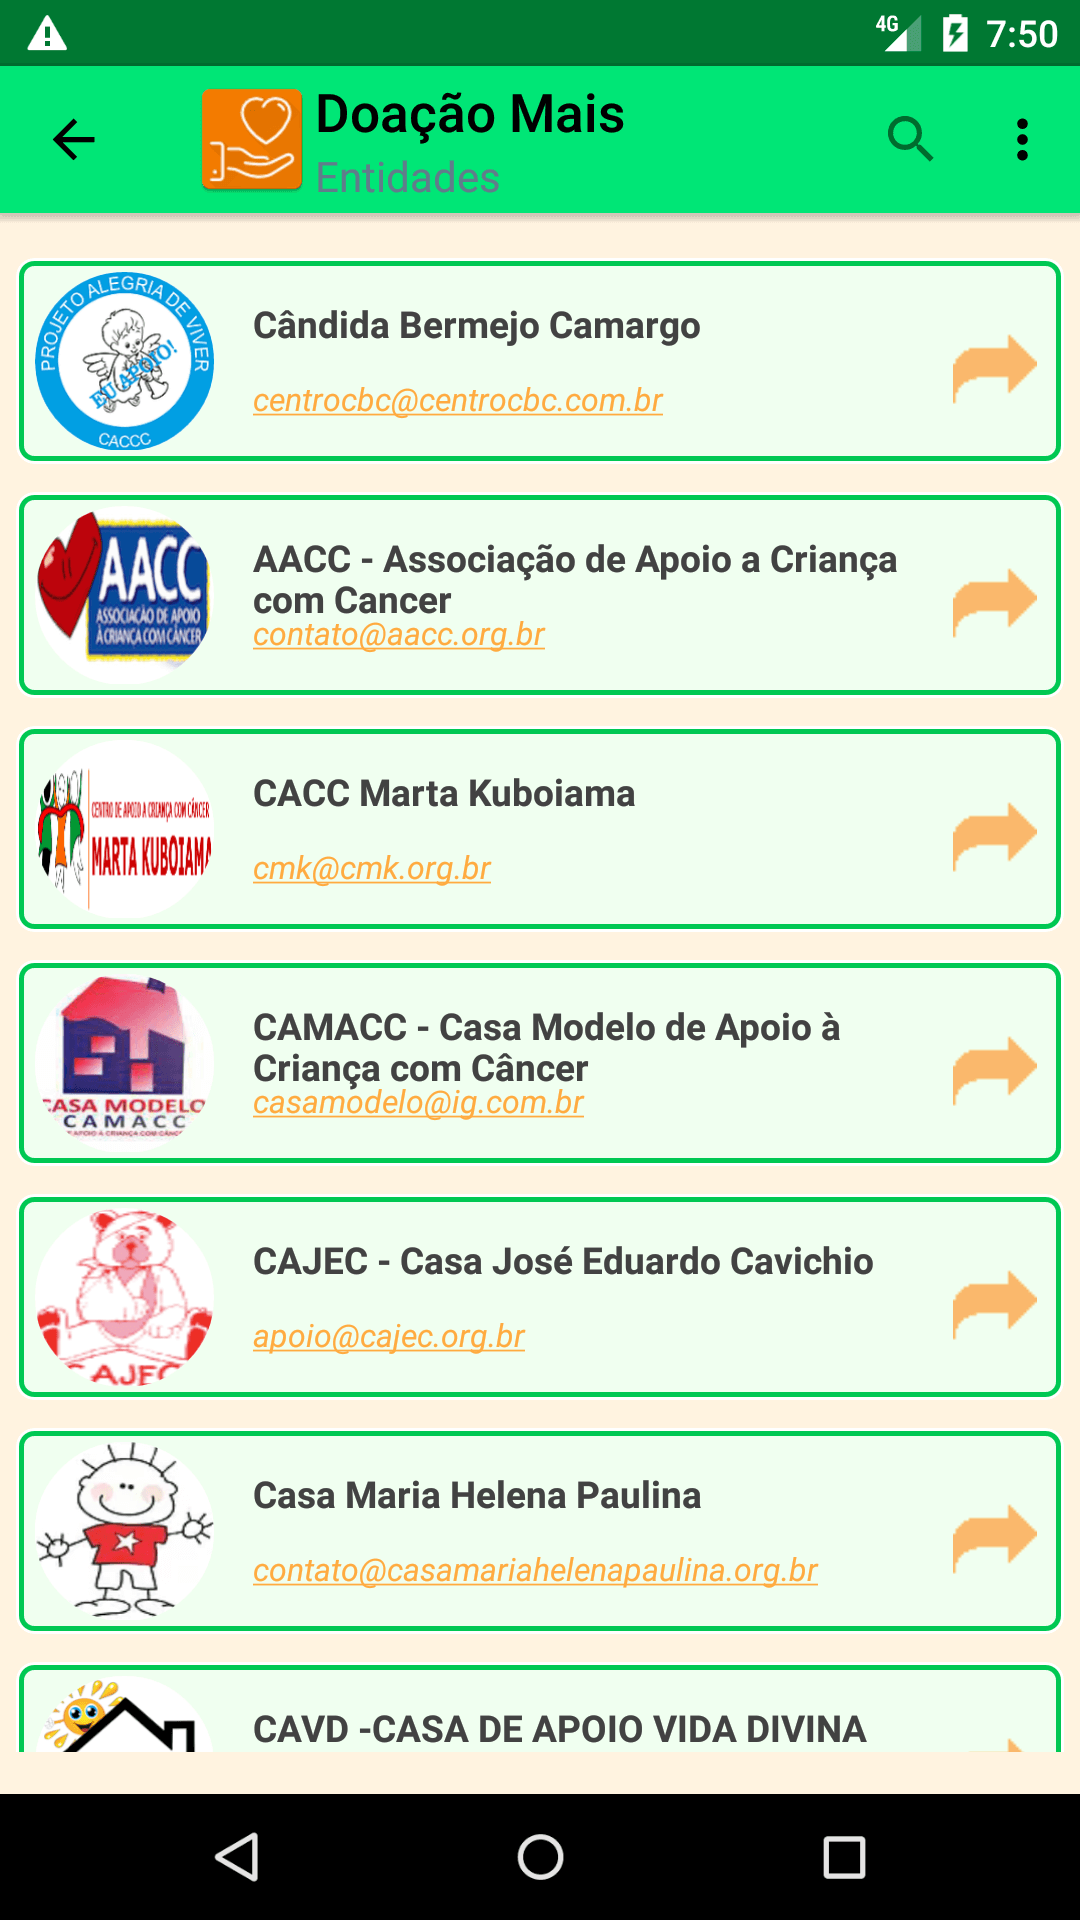 4G 7:50
Doação Mais
Entidades
PROJETO ALEGRIA DE VIVER
EU APOIO!
CACCC
Cândida Bermejo Camargo
centrocbc@centrocbc.com.br
AACC
ASSOCIAÇÃO DE APOIO
À CRIANÇA COM CÂNCER
AACC - Associação de Apoio a Criança
com Cancer
contato@aacc.org.br
CENTRO DE APOIO A CRIANÇA COM CÂNCER
MARTA KUBOIAMA
CACC Marta Kuboiama
cmk@cmk.org.br
CASA MODELO
CAMACC
APOIO À CRIANÇA COM CÂNC
CAMACC - Casa Modelo de Apoio à
Criança com Câncer
casamodelo@ig.com.br
CAJEC
CAJEC - Casa José Eduardo Cavichio
apoio@cajec.org.br
Casa Maria Helena Paulina
contato@casamariahelenapaulina.org.br
CAVD -CASA DE APOIO VIDA DIVINA